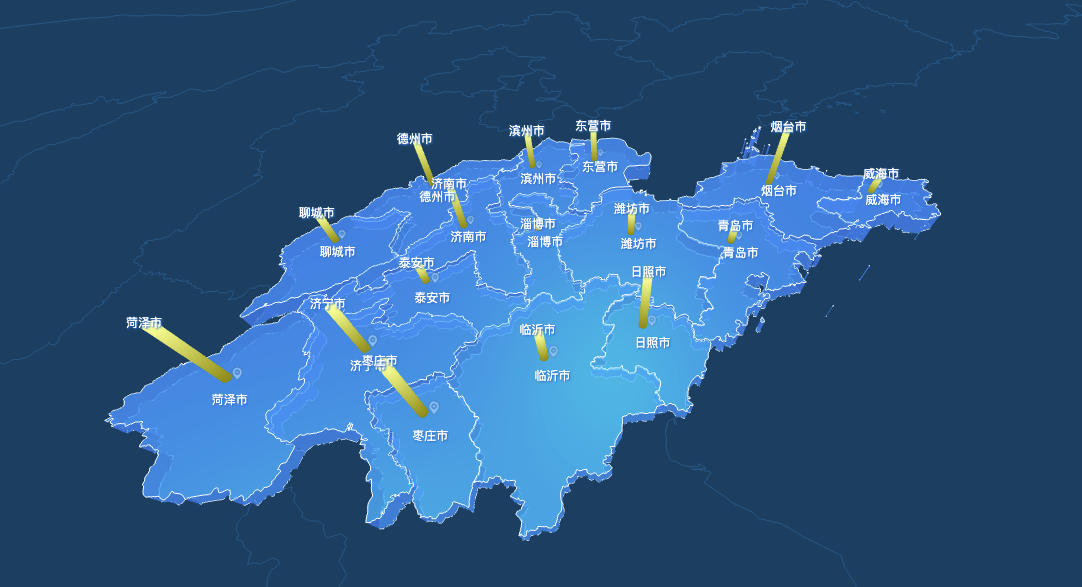 东营市
烟台市
滨州市
德州市
东营市
威海市
滨州市
济南市
烟台市
德州市
威海市
潍坊市
聊城市
淄博市
青岛市
济南市
淄博市
潍坊市
聊城市
青岛市
泰安市
日照市
泰安市
济宁市
菏泽市
临沂市
日照市
枣庄市
济宁市
临沂市
菏泽市
枣庄市